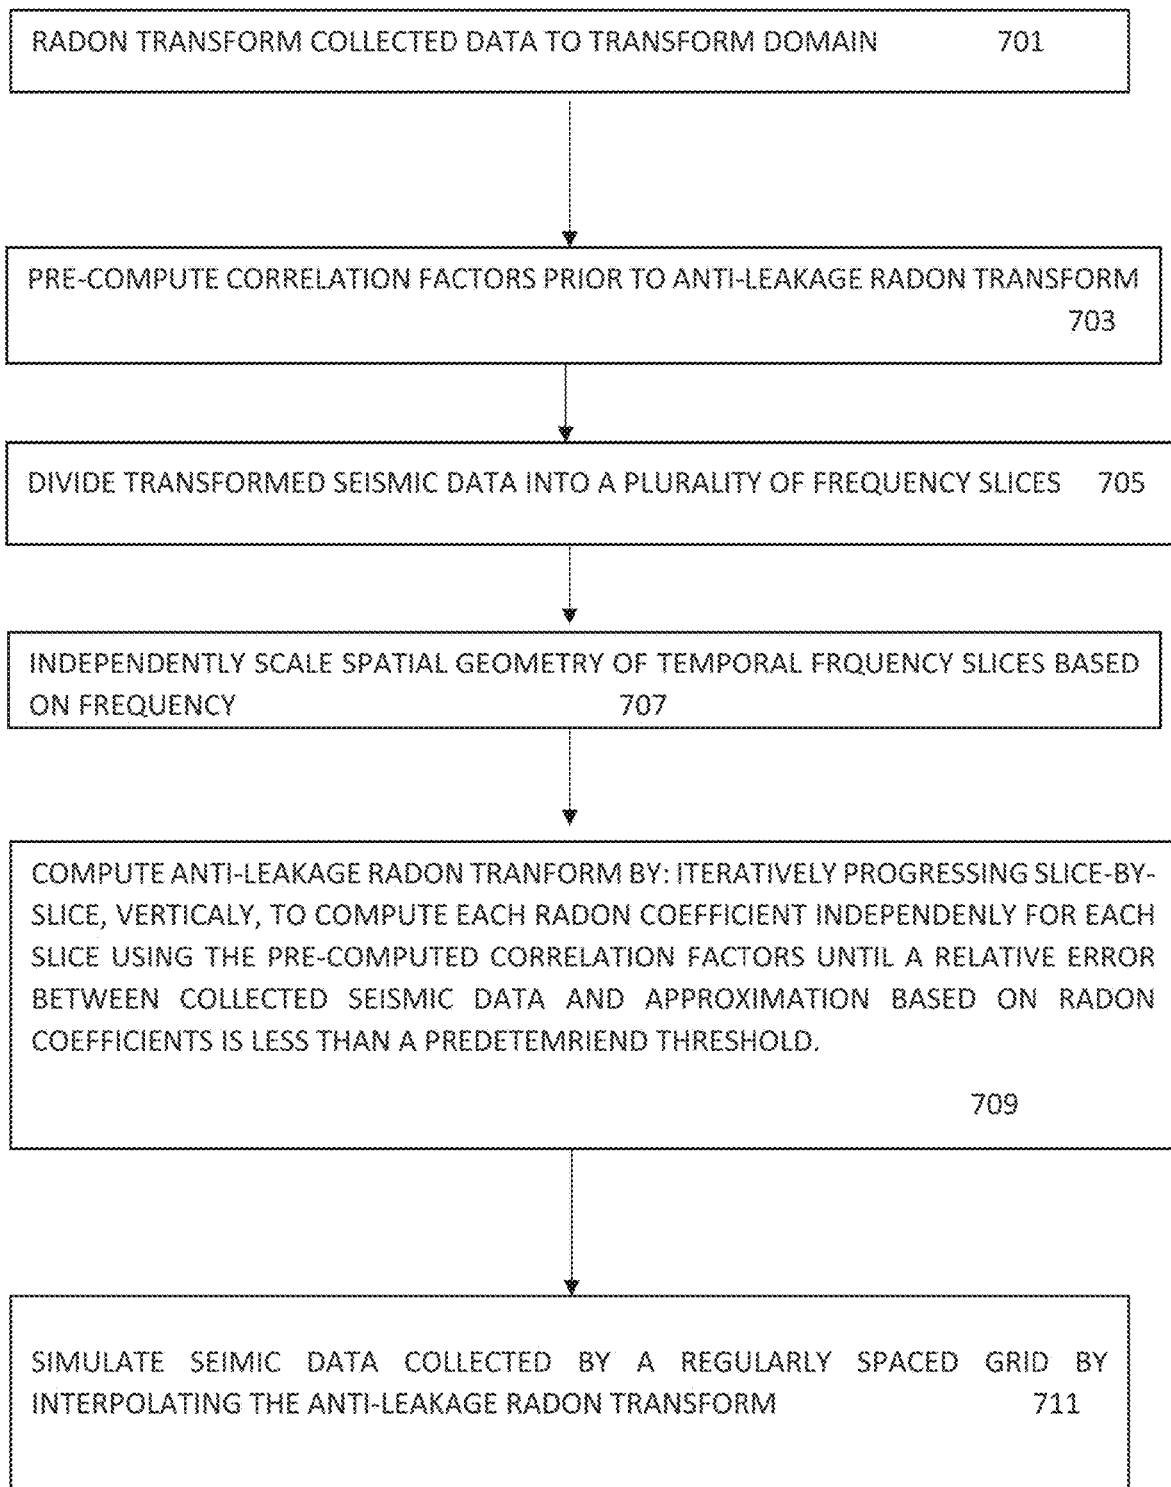 RADON TRANSFORM COLLECTED DATA TO TRANSFORM DOMAIN 701
PRE-COMPUTE CORRELATION FACTORS PRIOR TO ANTI-LEAKAGE RADON TRANSFORM
703
DIVIDE TRANSFORMED SEISMIC DATA INTO A PLURALITY OF FREQUENCY SLICES 705
INDEPENDENTLY SCALE SPATIAL GEOMETRY OF TEMPORAL FRQUENCY SLICES BASED
ON FREQUENCY 707
COMPUTE ANTI-LEAKAGE RADON TRANFORM BY: ITERATIVELY PROGRESSING SLICE-BY-
SLICE, VERTICALY, TO COMPUTE EACH RADON COEFFICIENT INDEPENDENLY FOR EACH
SLICE USING THE PRE-COMPUTED CORRELATION FACTORS UNTIL A RELATIVE ERROR
BETWEEN COLLECTED SEISMIC DATA AND APPROXIMATION BASED ON RADON
COEFFICIENTS IS LESS THAN A PREDETEMRIEND THRESHOLD.
709
SIMULATE SEIMIC DATA COLLECTED BY A REGULARLY SPACED GRID BY
INTERPOLATING THE ANTI-LEAKAGE RADON TRANSFORM 711